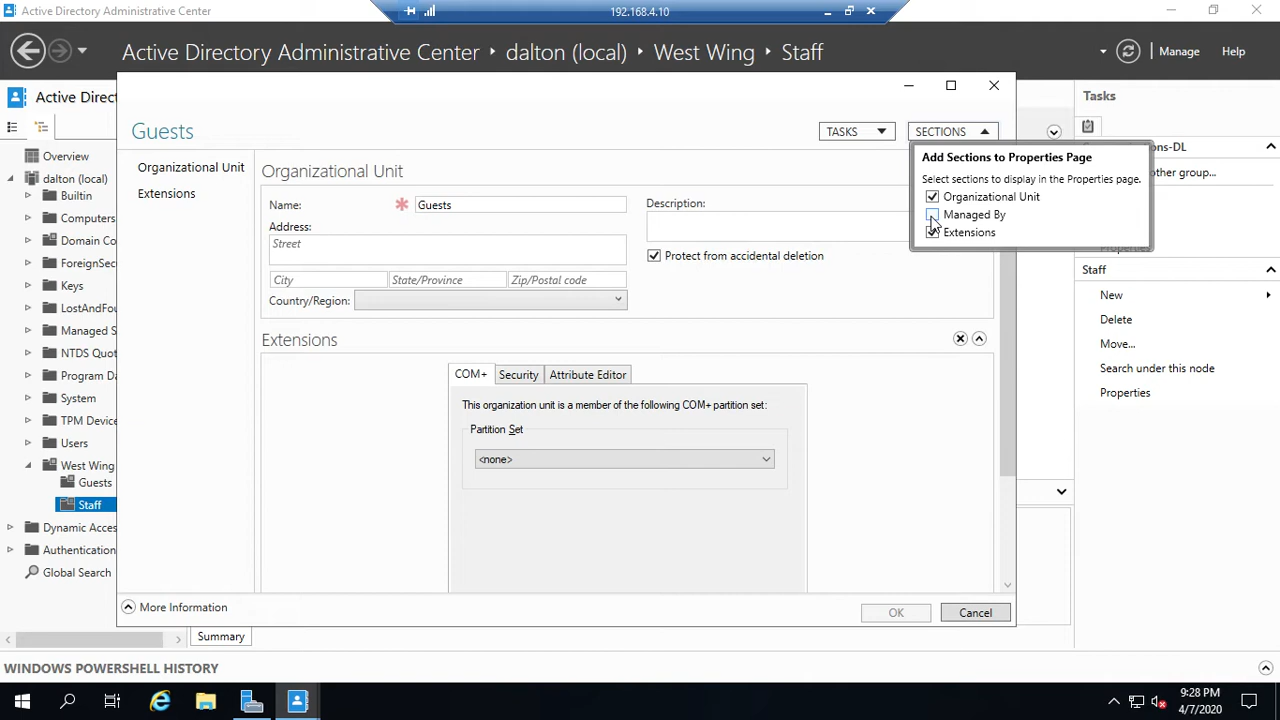 Active Directory Administrative Center
192.168.4.10
Active Directory Administrative Center • dalton (local) • West Wing • Staff
Manage
Help
Active Direct
Overview
dalton (local)
Builtin
Computers
Domain Co
ForeignSec
Keys
LostAndFou
Managed S
NTDS Quot
Program Da
System
TPM Device
Users
West Wing
Guests
Staff
Dynamic Acces
Authentication
Global Search
Guests
TASKS
SECTIONS
Organizational Unit
Extensions
Organizational Unit
Name:
Guests
Address:
Street
City
State/Province
Zip/Postal code
Country/Region:
Description:
Protect from accidental deletion
Extensions
COM+
Security
Attribute Editor
This organization unit is a member of the following COM+ partition set:
Partition Set
<none>
More Information
OK
Cancel
Add Sections to Properties Page
Select sections to display in the Properties page.
Organizational Unit
Managed By
Extensions
Tasks
ions-DL
other group...
Staff
New
Delete
Move...
Search under this node
Properties
Summary
WINDOWS POWERSHELL HISTORY
9:28 PM
4/7/2020